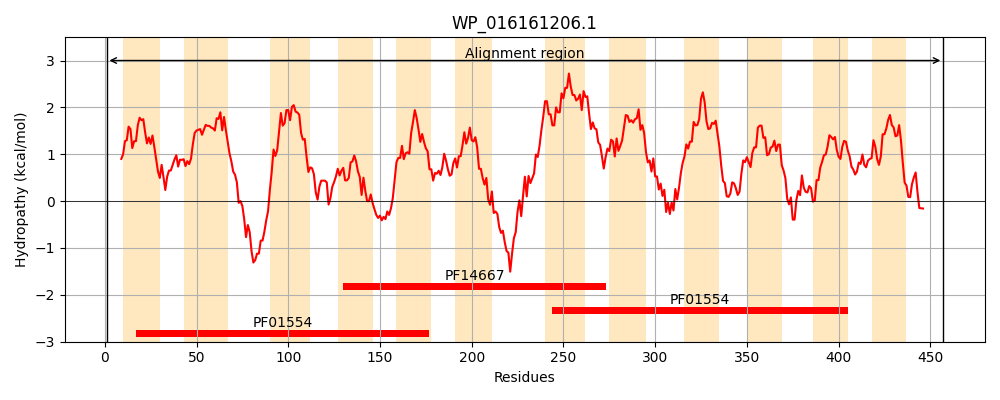 WP_016161206.1
Alignment region
Hydropathy (kcal/mol)
3
2
1
0
−1
−2
−3
PF14667
PF01554
PF01554
0 50 100 150 200 250 300 350 400 450
Residues